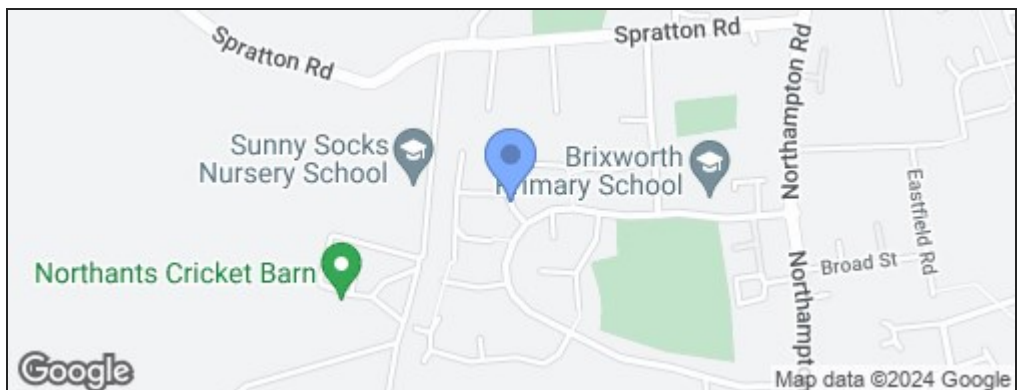 Spratton Rd
Spratton Rd
Northampton Rd
Sunny Socks
Nursery School
Brixworth
Primary School
Eastfield Rd
Northants Cricket Barn
Broad St
Northampto
Google
Map data ©2024 Google